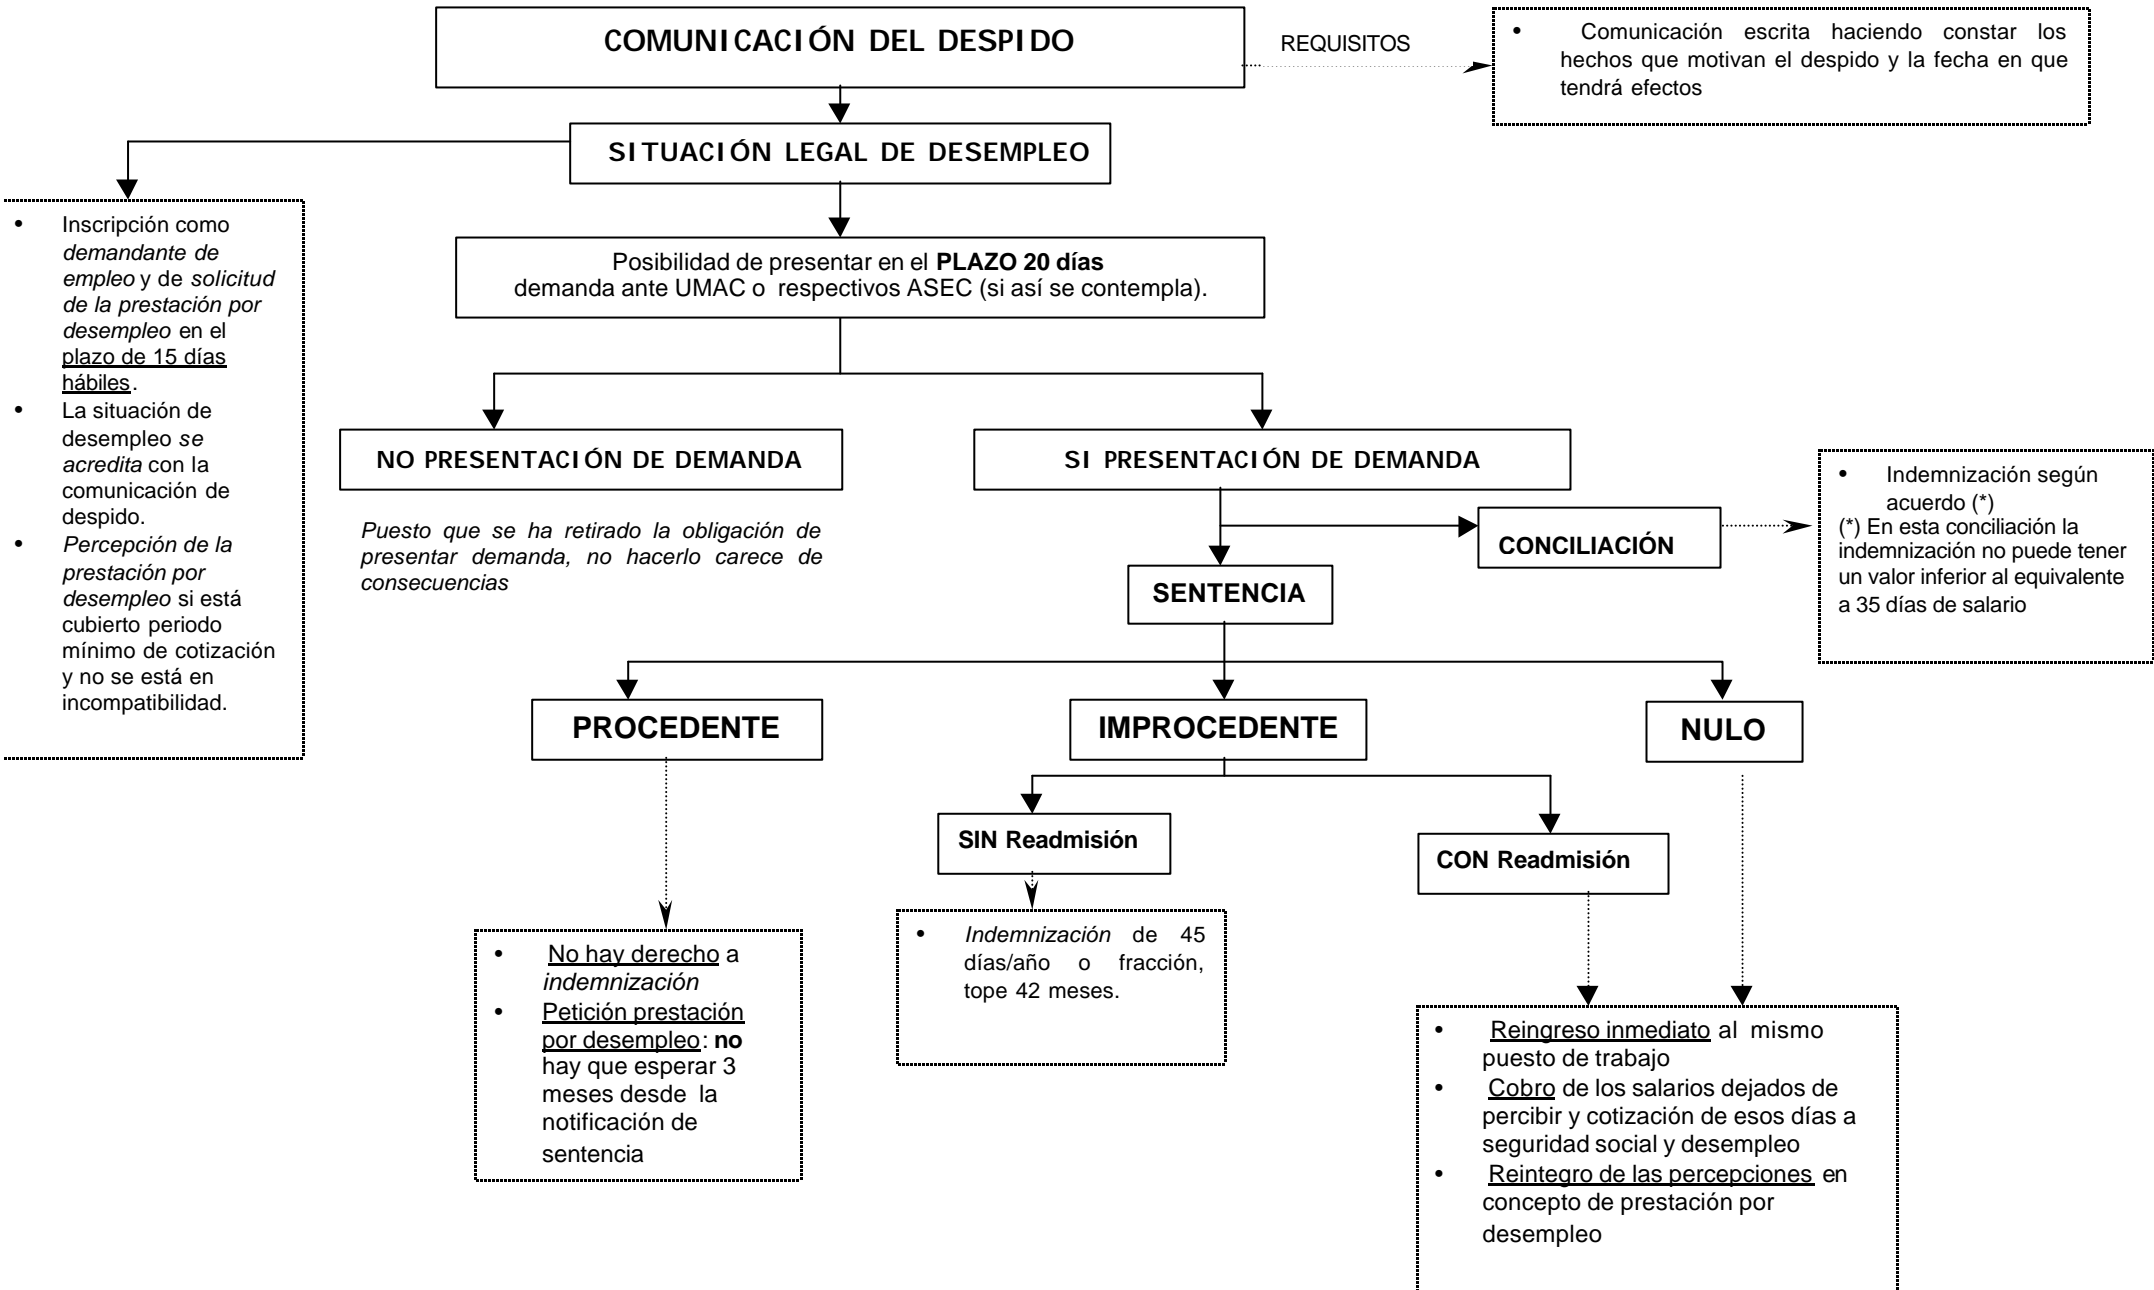 COMUNICACIÓN DEL DESPIDO
REQUISITOS
• Comunicación escrita haciendo constar los
hechos que motivan el despido y la fecha en que
tendrá efectos
SITUACIÓN LEGAL DE DESEMPLEO
• Inscripción como
demandante de
empleo y de solicitud
de la prestación por
desempleo en el
plazo de 15 días
hábiles.
• La situación de
desempleo se
acredita con la
comunicación de
despido.
• Percepción de la
prestación por
desempleo si está
cubierto periodo
mínimo de cotización
y no se está en
incompatibilidad.
Posibilidad de presentar en el PLAZO 20 días
demanda ante UMAC o respectivos ASEC (si así se contempla).
NO PRESENTACIÓN DE DEMANDA
Puesto que se ha retirado la obligación de
presentar demanda, no hacerlo carece de
consecuencias
SI PRESENTACIÓN DE DEMANDA
CONCILIACIÓN
• Indemnización según
acuerdo (*)
(*) En esta conciliación la
indemnización no puede tener
un valor inferior al equivalente
a 35 días de salario
SENTENCIA
PROCEDENTE
IMPROCEDENTE
NULO
SIN Readmisión
CON Readmisión
• No hay derecho a
indemnización
• Petición prestación
por desempleo: no
hay que esperar 3
meses desde la
notificación de
sentencia
• Indemnización de 45
días/año o fracción,
tope 42 meses.
• Reingreso inmediato al mismo
puesto de trabajo
• Cobro de los salarios dejados de
percibir y cotización de esos días a
seguridad social y desempleo
• Reintegro de las percepciones en
concepto de prestación por
desempleo